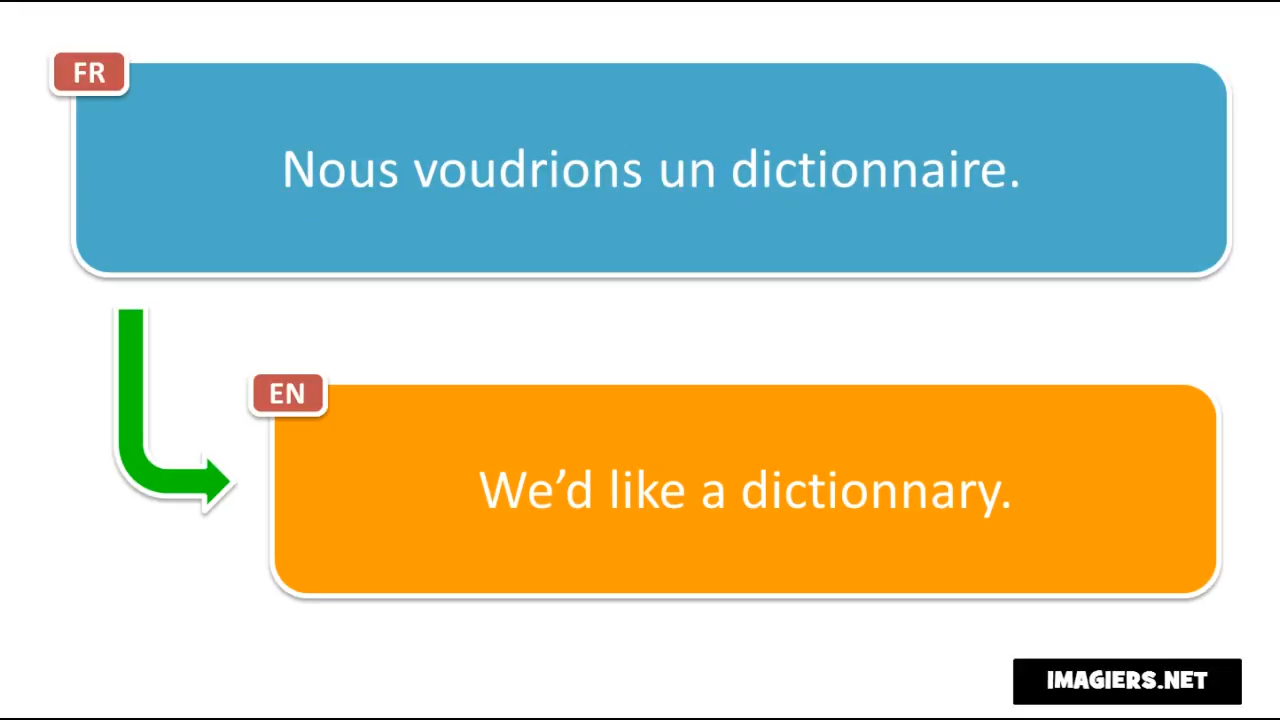 FR
Nous voudrions un dictionnaire.
EN
We’d like a dictionnary.
IMAGIERS.NET